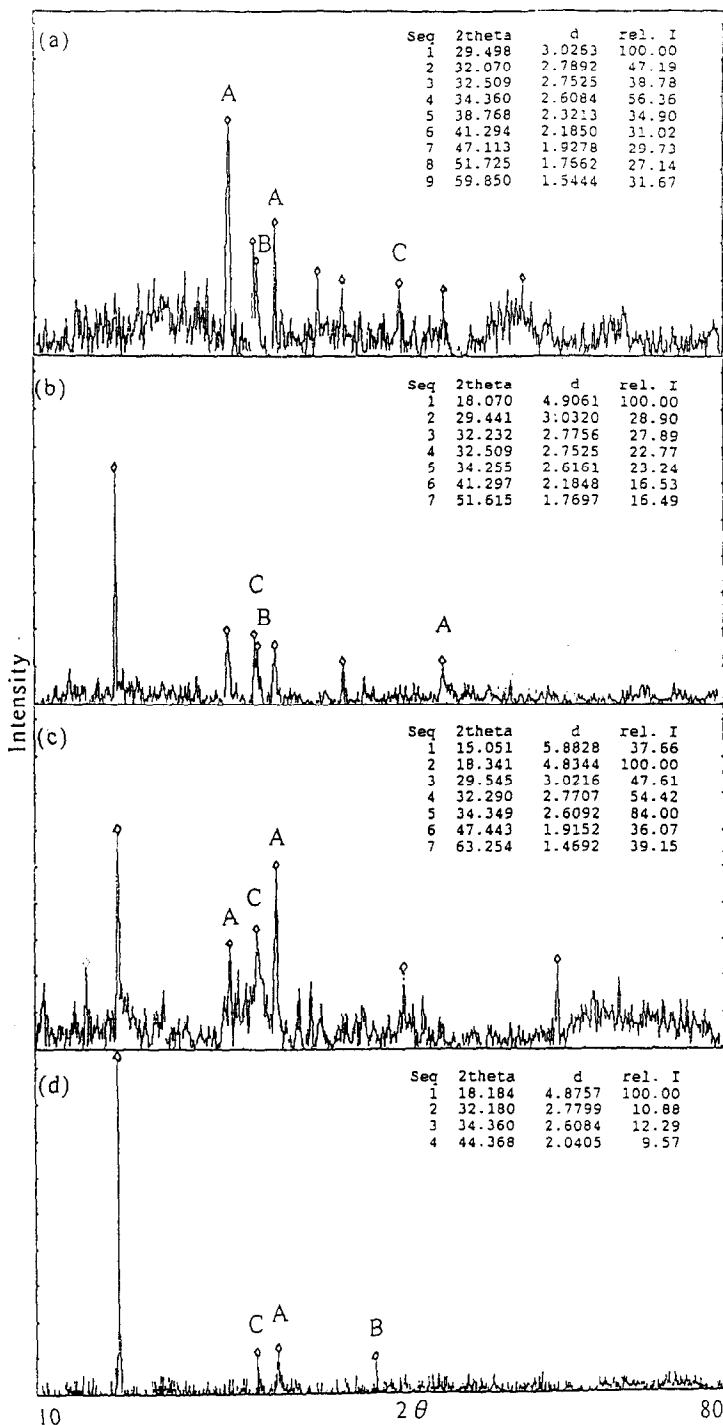 (a)
Seq 2theta d rel. I
1 29.498 3.0263 100.00
2 32.070 2.7892 47.19
3 32.509 2.7525 38.78
4 34.360 2.6084 56.36
5 38.768 2.3213 34.90
6 41.294 2.1850 31.02
7 47.113 1.9278 29.73
8 51.725 1.7662 27.14
9 59.850 1.5444 31.67
A
A
B
C
(b)
Seq 2theta d rel. I
1 18.070 4.9061 100.00
2 29.441 3.0320 28.90
3 32.232 2.7756 27.89
4 32.509 2.7525 22.77
5 34.255 2.6161 23.24
6 41.297 2.1848 16.53
7 51.615 1.7697 16.49
C
B
A
Intensity
(c)
Seq 2theta d rel. I
1 15.051 5.8828 37.66
2 18.341 4.8344 100.00
3 29.545 3.0216 47.61
4 32.290 2.7707 54.42
5 34.349 2.6092 84.00
6 47.443 1.9152 36.07
7 63.254 1.4692 39.15
A
A
C
(d)
Seq 2theta d rel. I
1 18.184 4.8757 100.00
2 32.180 2.7799 10.88
3 34.360 2.6084 12.29
4 44.368 2.0405 9.57
C
A
B
10 2θ 80